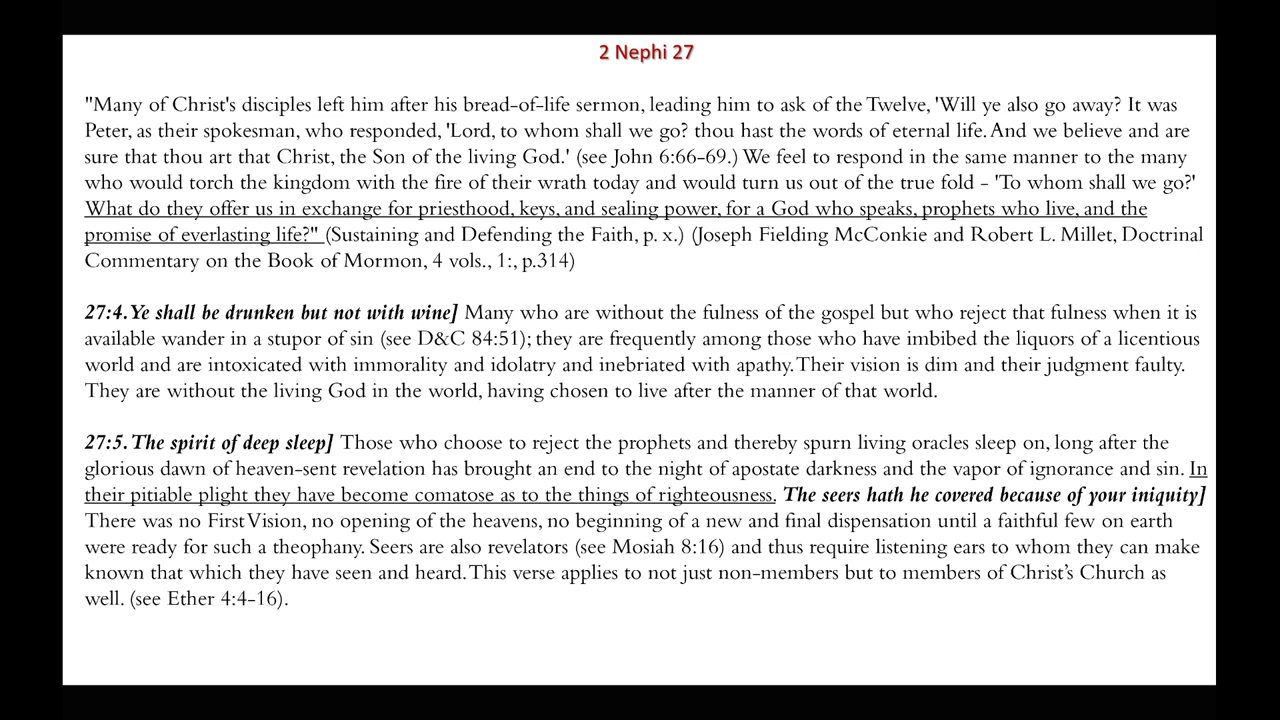 2 Nephi 27
"Many of Christ's disciples left him after his bread-of-life sermon, leading him to ask of the Twelve, 'Will ye also go away? It was
Peter, as their spokesman, who responded, 'Lord, to whom shall we go? thou hast the words of eternal life. And we believe and are
sure that thou art that Christ, the Son of the living God.' (see John 6:66-69.) We feel to respond in the same manner to the many
who would torch the kingdom with the fire of their wrath today and would turn us out of the true fold - 'To whom shall we go?'
What do they offer us in exchange for priesthood, keys, and sealing power, for a God who speaks, prophets who live, and the
promise of everlasting life?" (Sustaining and Defending the Faith, p. x.) (Joseph Fielding McConkie and Robert L. Millet, Doctrinal
Commentary on the Book of Mormon, 4 vols., 1:, p.314)
27:4. Ye shall be drunken but not with wine] Many who are without the fulness of the gospel but who reject that fulness when it is
available wander in a stupor of sin (see D&C 84:51); they are frequently among those who have imbibed the liquors of a licentious
world and are intoxicated with immorality and idolatry and inebriated with apathy. Their vision is dim and their judgment faulty.
They are without the living God in the world, having chosen to live after the manner of that world.
27:5. The spirit of deep sleep] Those who choose to reject the prophets and thereby spurn living oracles sleep on, long after the
glorious dawn of heaven-sent revelation has brought an end to the night of apostate darkness and the vapor of ignorance and sin. In
their pitiable plight they have become comatose as to the things of righteousness. The seers hath he covered because of your iniquity]
There was no First Vision, no opening of the heavens, no beginning of a new and final dispensation until a faithful few on earth
were ready for such a theophany. Seers are also revelators (see Mosiah 8:16) and thus require listening ears to whom they can make
known that which they have seen and heard. This verse applies to not just non-members but to members of Christ's Church as
well. (see Ether 4:4-16).